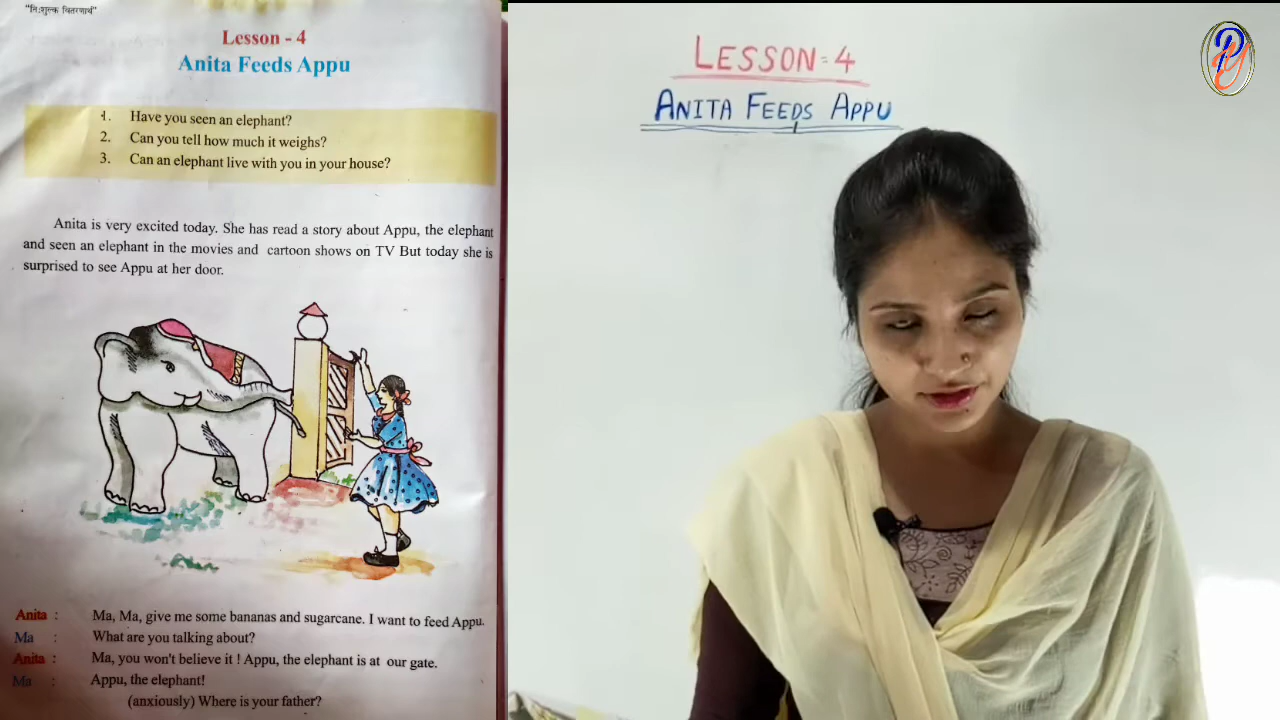 "नि:शुल्क वितरणार्थ"
Lesson - 4
Anita Feeds Appu
1. Have you seen an elephant?
2. Can you tell how much it weighs?
3. Can an elephant live with you in your house?
Anita is very excited today. She has read a story about Appu, the elephant
and seen an elephant in the movies and cartoon shows on TV But today she is
surprised to see Appu at her door.
Anita : Ma, Ma, give me some bananas and sugarcane. I want to feed Appu.
Ma : What are you talking about?
Anita : Ma, you won't believe it ! Appu, the elephant is at our gate.
Ma : Appu, the elephant!
(anxiously) Where is your father?
LESSON = 4
ANITA FEEDS APPU